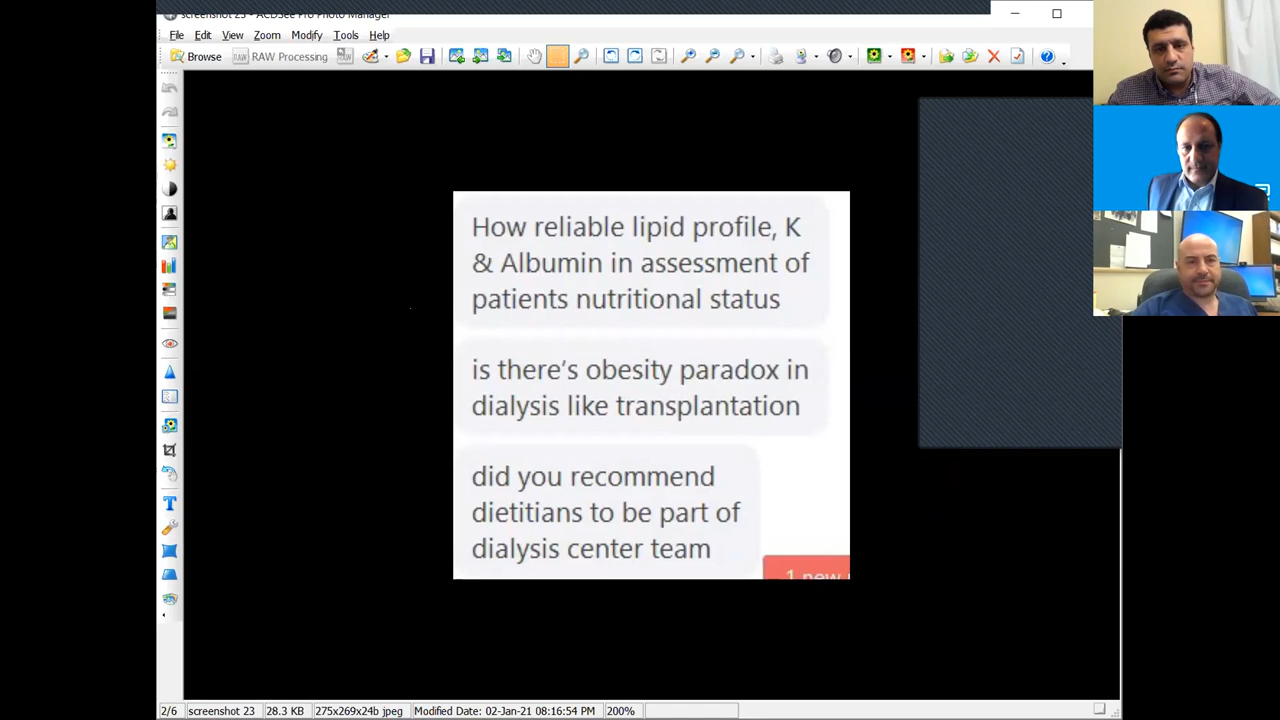 screenshot 23 - ACDSee Pro Photo Manager
File Edit View Zoom Modify Tools Help
Browse RAW Processing
How reliable lipid profile, K
& Albumin in assessment of
patients nutritional status
is there's obesity paradox in
dialysis like transplantation
did you recommend
dietitians to be part of
dialysis center team
1 new
2/6 screenshot 23 28.3 KB 275x269x24b jpeg Modified Date: 02-Jan-21 08:16:54 PM 200%